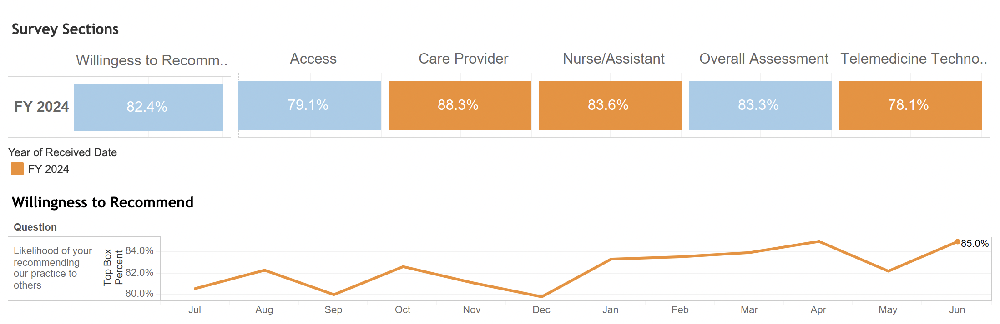 Survey Sections
Willingess to Recomm..
Access
Care Provider
Nurse/Assistant
Overall Assessment
Telemedicine Techno..
FY 2024
82.4%
79.1%
88.3%
83.6%
83.3%
78.1%
Year of Received Date
FY 2024
Willingness to Recommend
Question
Likelihood of your
recommending
our practice to
others
Top Box
Percent
84.0%
82.0%
80.0%
85.0%
Jul
Aug
Sep
Oct
Nov
Dec
Jan
Feb
Mar
Apr
May
Jun